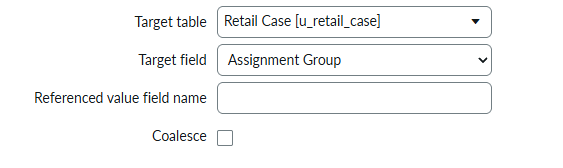 Target table Retail Case [u_retail_case]
Target field Assignment Group
Referenced value field name
Coalesce